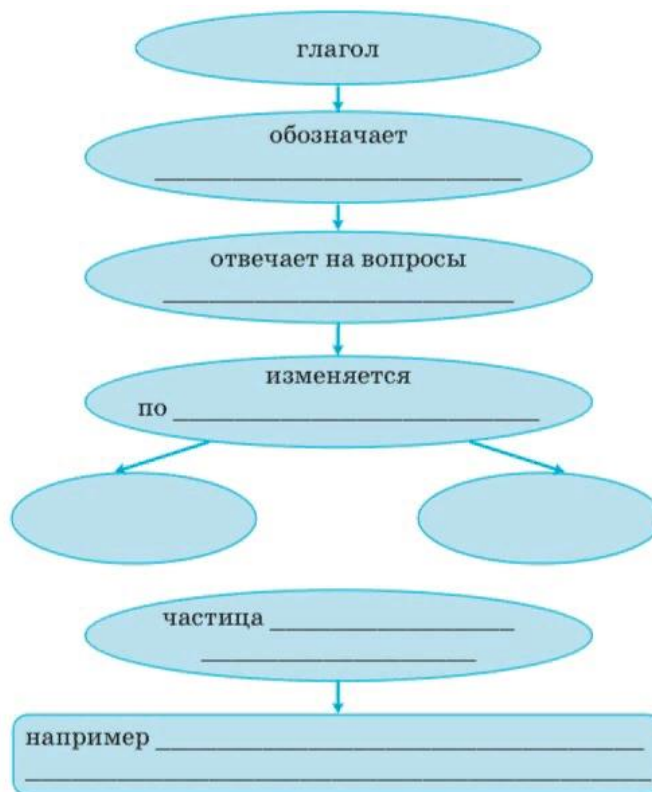 глагол
обозначает
отвечает на вопросы
изменяется
по
частица
например